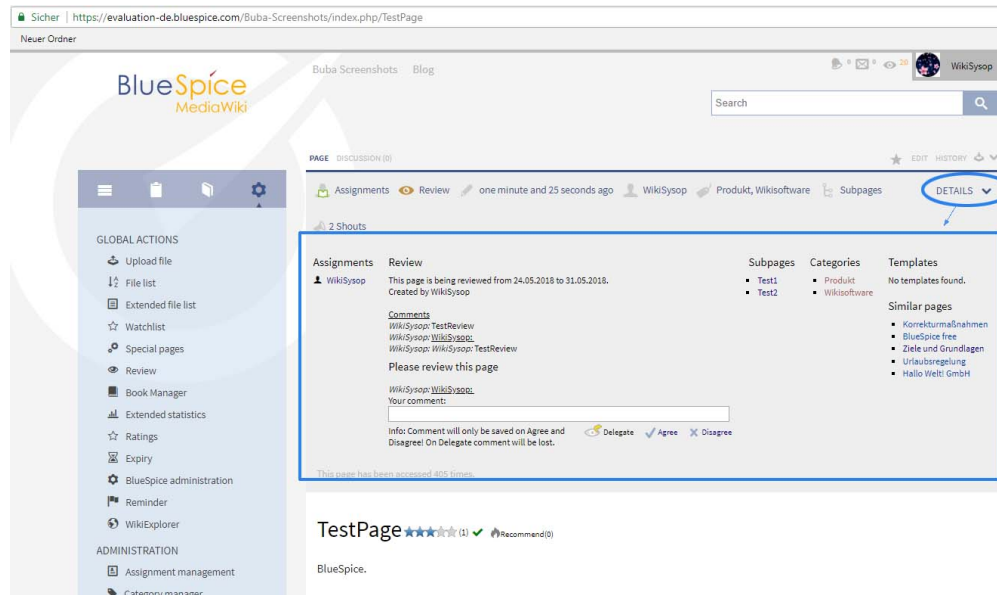 Sicher | https://evaluation-de.bluespice.com/Buba-Screenshots/index.php/TestPage
Neuer Ordner
BlueSpice
MediaWiki
Buba Screenshots Blog
20 WikiSysop
Search
PAGE DISCUSSION (0)
EDIT HISTORY
Assignments Review one minute and 25 seconds ago WikiSysop Produkt, Wikisoftware Subpages DETAILS
2 Shouts
GLOBAL ACTIONS
Upload file
File list
Extended file list
Watchlist
Special pages
Review
Book Manager
Extended statistics
Ratings
Expiry
BlueSpice administration
Reminder
WikiExplorer
ADMINISTRATION
Assignment management
Category manager
Assignments
WikiSysop
Review
This page is being reviewed from 24.05.2018 to 31.05.2018.
Created by WikiSysop
Comments
WikiSysop: TestReview
WikiSysop: WikiSysop:
WikiSysop: WikiSysop: TestReview
Please review this page
WikiSysop: WikiSysop:
Your comment:
Info: Comment will only be saved on Agree and
Disagree! On Delegate comment will be lost.
Delegate Agree Disagree
Subpages
Test1
Test2
Categories
Produkt
Wikisoftware
Templates
No templates found.
Similar pages
Korrekturmaßnahmen
BlueSpice free
Ziele und Grundlagen
Urlaubsregelung
Hallo Welt! GmbH
This page has been accessed 405 times.
TestPage (1) Recommend(0)
BlueSpice.